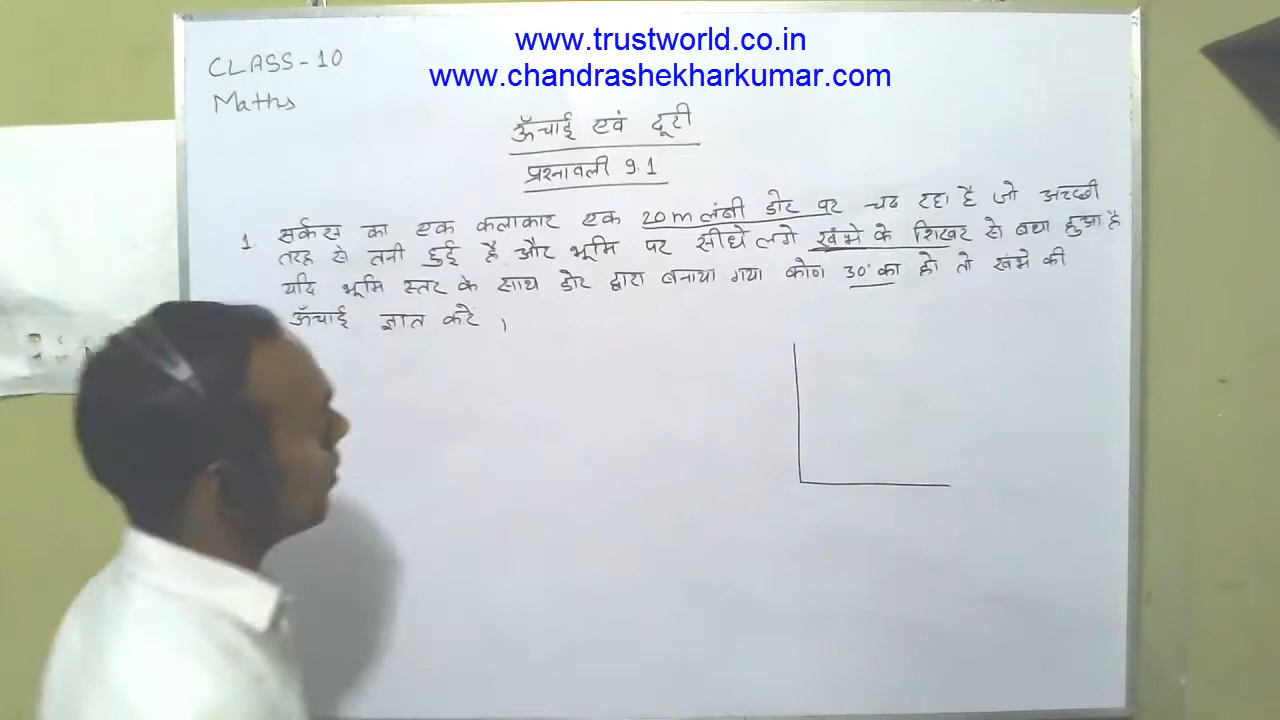 www.trustworld.co.in
www.chandrashekharkumar.com
CLASS-10
Maths
ऊँचाई एवं दूरी
प्रश्नावली 9.1
1. सर्कस का एक कलाकार एक 20m लंबी डोर पर चढ रहा है जो अच्छी
तरह से तनी हुई है और भूमि पर सीधे लगे खंभे के शिखर से बंधा हुआ है
यदि भूमि स्तर के साथ डोर द्वारा बनाया गया कोण 30° का हो तो खंभे की
ऊँचाई ज्ञात करें ।